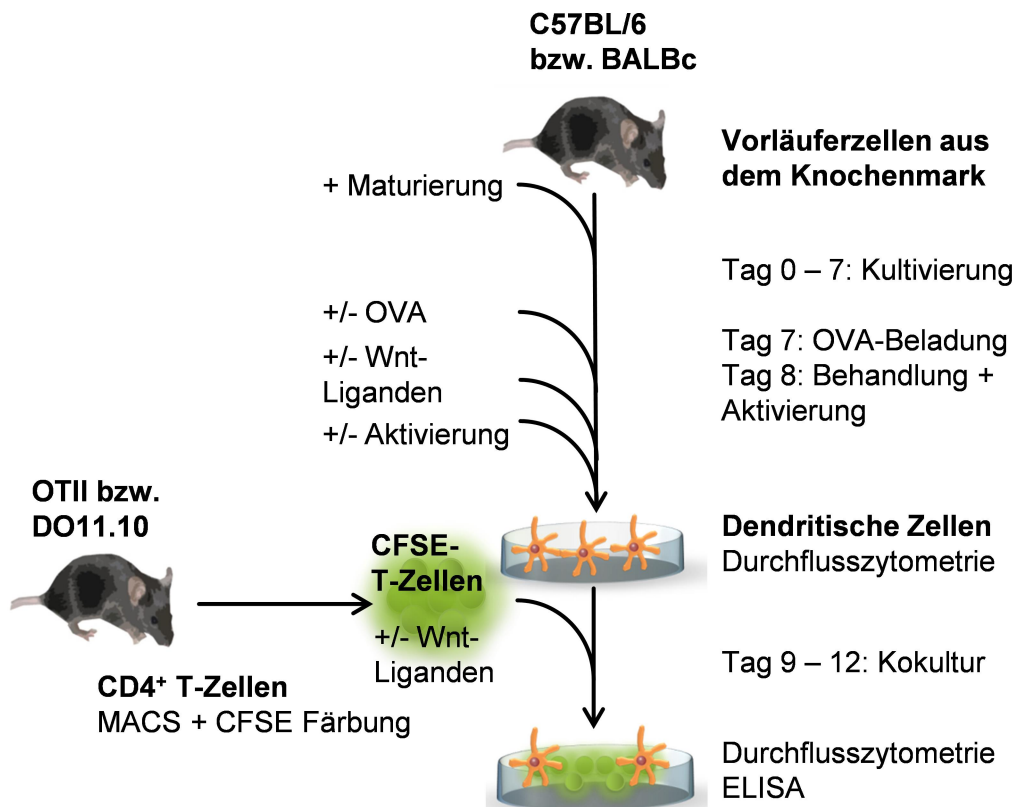 C57BL/6
bzw. BALBc
Vorläuferzellen aus
dem Knochenmark
+ Maturierung
Tag 0 – 7: Kultivierung
+/- OVA
+/- Wnt-
Liganden
+/- Aktivierung
Tag 7: OVA-Beladung
Tag 8: Behandlung +
Aktivierung
OTII bzw.
DO11.10
CFSE-
T-Zellen
+/- Wnt-
Liganden
Dendritische Zellen
Durchflusszytometrie
CD4⁺ T-Zellen
MACS + CFSE Färbung
Tag 9 – 12: Kokultur
Durchflusszytometrie
ELISA